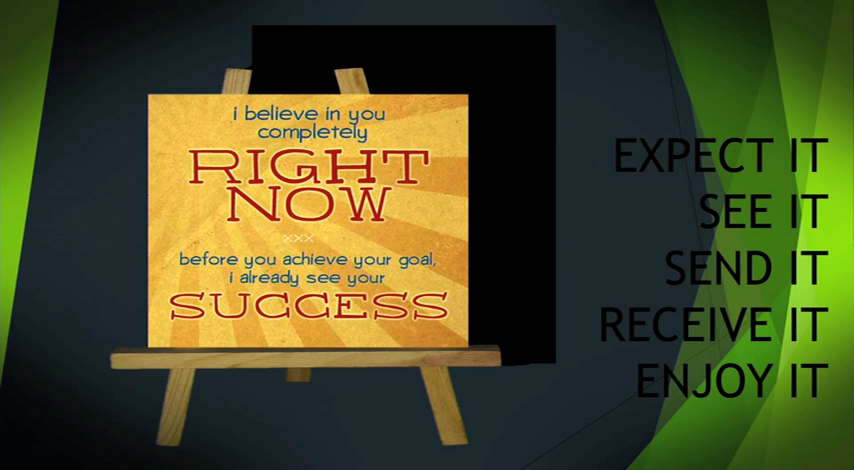 i believe in you
completely
RIGHT
NOW
xxx
before you achieve your goal,
i already see your
SUCCESS
EXPECT IT
SEE IT
SEND IT
RECEIVE IT
ENJOY IT